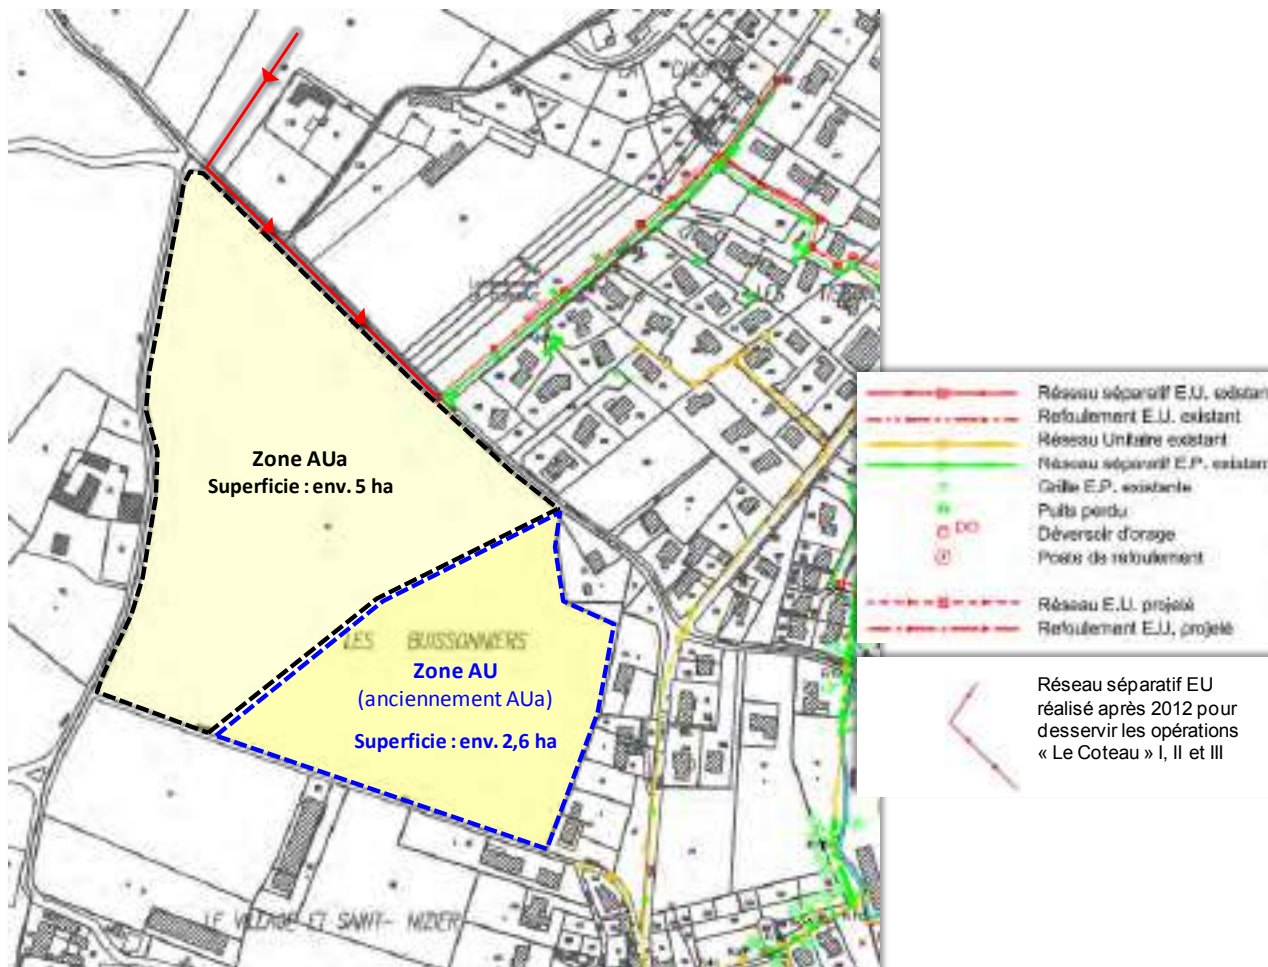 Zone AUa
Superficie : env. 5 ha
LES BUISSONNIERS
Zone AU
(anciennement AUa)
Superficie : env. 2,6 ha
LE VILLAGE ET SAINT- NIZIER
Réseau séparatif E.U. existant
Refoulement E.U. existant
Réseau Unitaire existant
Réseau séparatif E.P. existant
Grille E.P. existante
Puits perdu
DO
Déversoir d'orage
Poste de refoulement
Réseau E.U. projeté
Refoulement E.U. projeté
Réseau séparatif EU
réalisé après 2012 pour
desservir les opérations
« Le Coteau » I, II et III